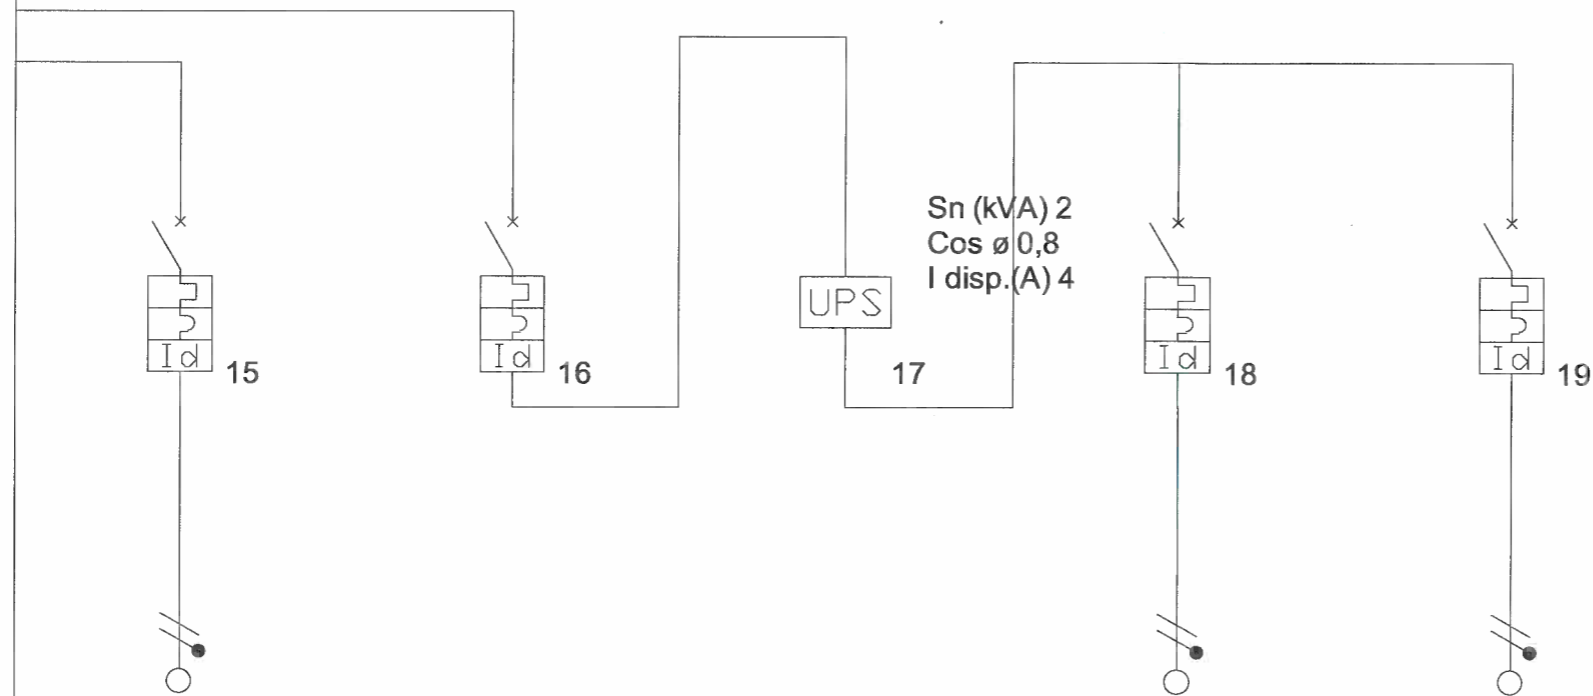 Sn (kVA) 2
Cos ø 0,8
I disp.(A) 4
UPS
Id 15
Id 16
17
Id 18
Id 19